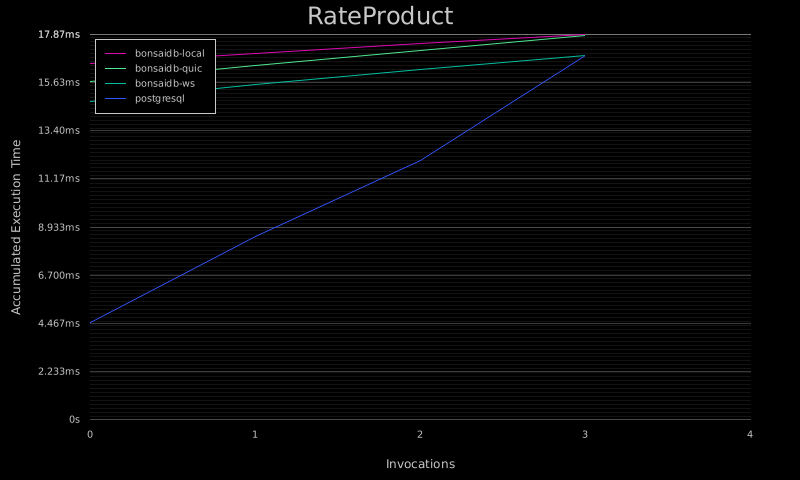 RateProduct
17.87ms
bonsaidb-local
bonsaidb-quic
bonsaidb-ws
postgresql
15.63ms
13.40ms
11.17ms
8.933ms
6.700ms
4.467ms
2.233ms
0s
Accumulated Execution Time
0 1 2 3 4
Invocations